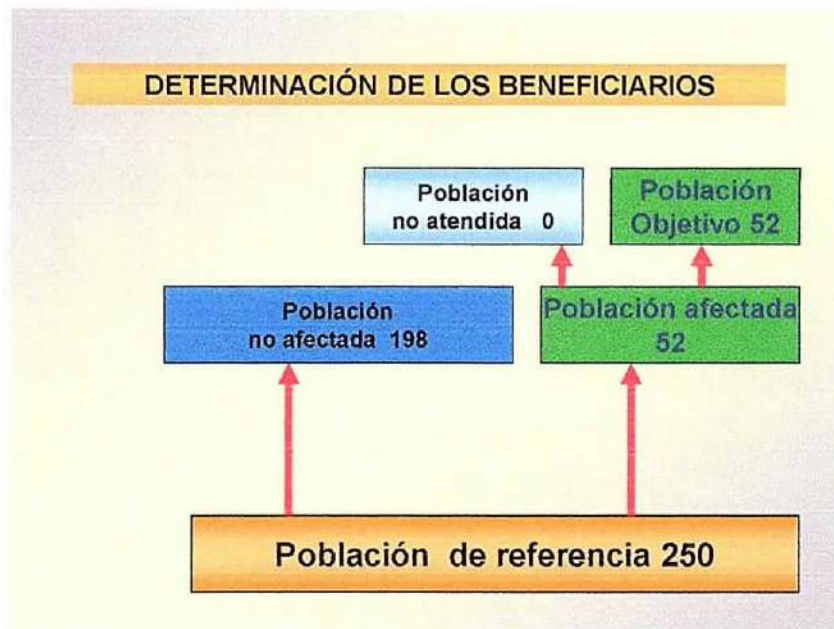 DETERMINACIÓN DE LOS BENEFICIARIOS
Población
no atendida 0
Población
Objetivo 52
Población
no afectada 198
Población afectada
52
Población de referencia 250